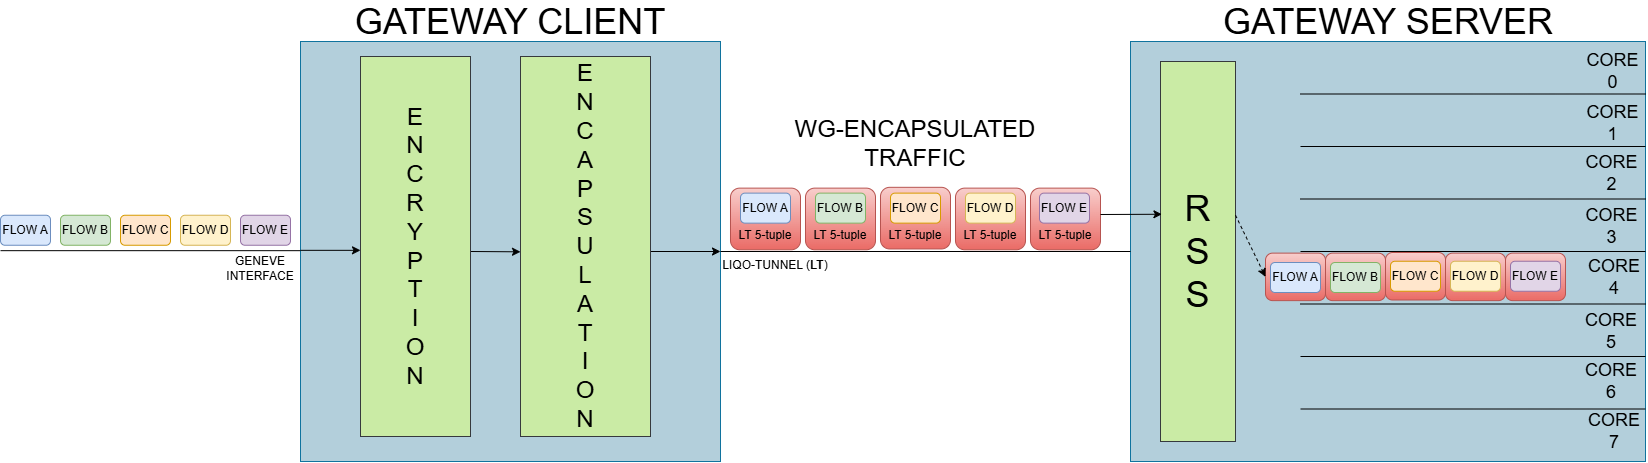 GATEWAY CLIENT
GATEWAY SERVER
FLOW A
FLOW B
FLOW C
FLOW D
FLOW E
GENEVE
INTERFACE
ENCRYPTION
ENCAPSULATION
WG-ENCAPSULATED
TRAFFIC
FLOW A
LT 5-tuple
FLOW B
LT 5-tuple
FLOW C
LT 5-tuple
FLOW D
LT 5-tuple
FLOW E
LT 5-tuple
LIQO-TUNNEL (LT)
RSS
FLOW A
FLOW B
FLOW C
FLOW D
FLOW E
CORE
0
CORE
1
CORE
2
CORE
3
CORE
4
CORE
5
CORE
6
CORE
7